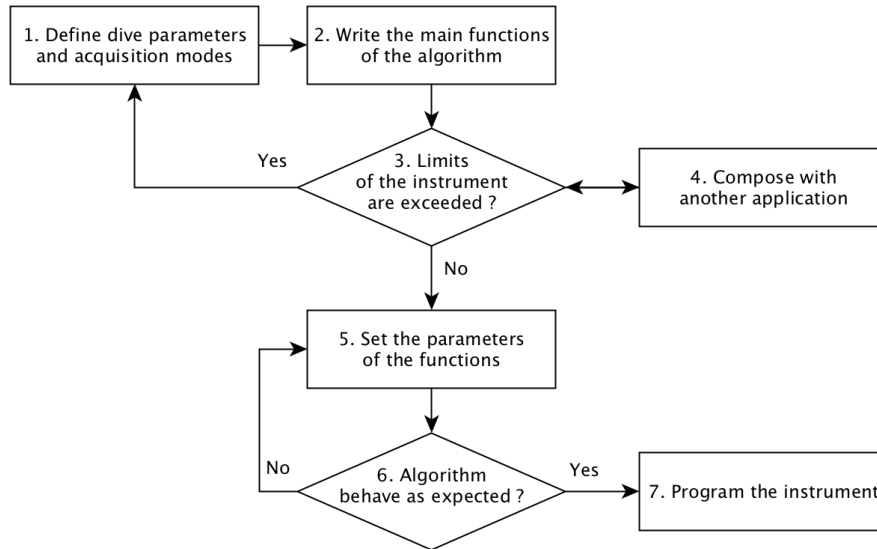 1. Define dive parameters
and acquisition modes
2. Write the main functions
of the algorithm
Yes
3. Limits
of the instrument
are exceeded ?
4. Compose with
another application
No
5. Set the parameters
of the functions
No
6. Algorithm
behave as expected ?
Yes
7. Program the instrument